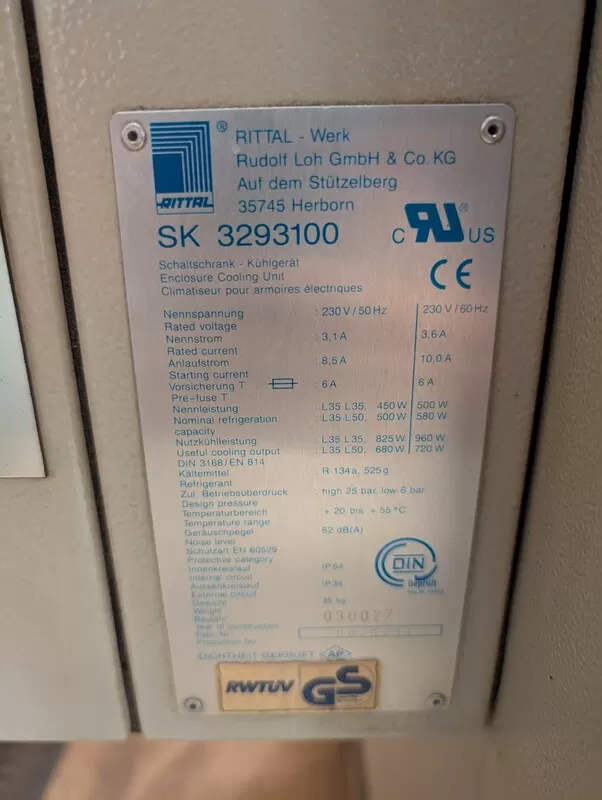 RITTAL
®
RITTAL - Werk
Rudolf Loh GmbH & Co. KG
Auf dem Stützelberg
35745 Herborn
SK 3293100
C RU ® US
CE
Schaltschrank - Kühlgerät
Enclosure Cooling Unit
Climatiseur pour armoires électriques
Nennspannung : 230 V / 50 Hz 230 V / 60 Hz
Rated voltage
Nennstrom : 3,1 A 3,6 A
Rated current
Anlaufstrom : 8,5 A 10,0 A
Starting current
Vorsicherung T : 6 A 6 A
Pre-fuse T
Nennleistung : L35 L35, 450 W 500 W
Nominal refrigeration : L35 L50, 500 W 580 W
capacity
Nutzkühlleistung : L35 L35, 825 W 960 W
Useful cooling output : L35 L50, 680 W 720 W
DIN 3168/EN 814
Kältemittel : R 134a, 525 g
Refrigerant
Zul. Betriebsüberdruck : high 25 bar, low 6 bar
Design pressure
Temperaturbereich : + 20 bis + 55 °C
Temperature range
Geräuschpegel : 62 dB(A)
Noise level
Schutzart EN 60529
Protective category
Innenkreislauf : IP 54
Internal circuit
Aussenkreislauf : IP 34
External circuit
Gewicht
Weight
Baujahr 030027
Year of construction
Fabr. Nr.
Production No.
DIN
Geprüft
DICHTHEIT GEPRÜFT
RWTÜV GS